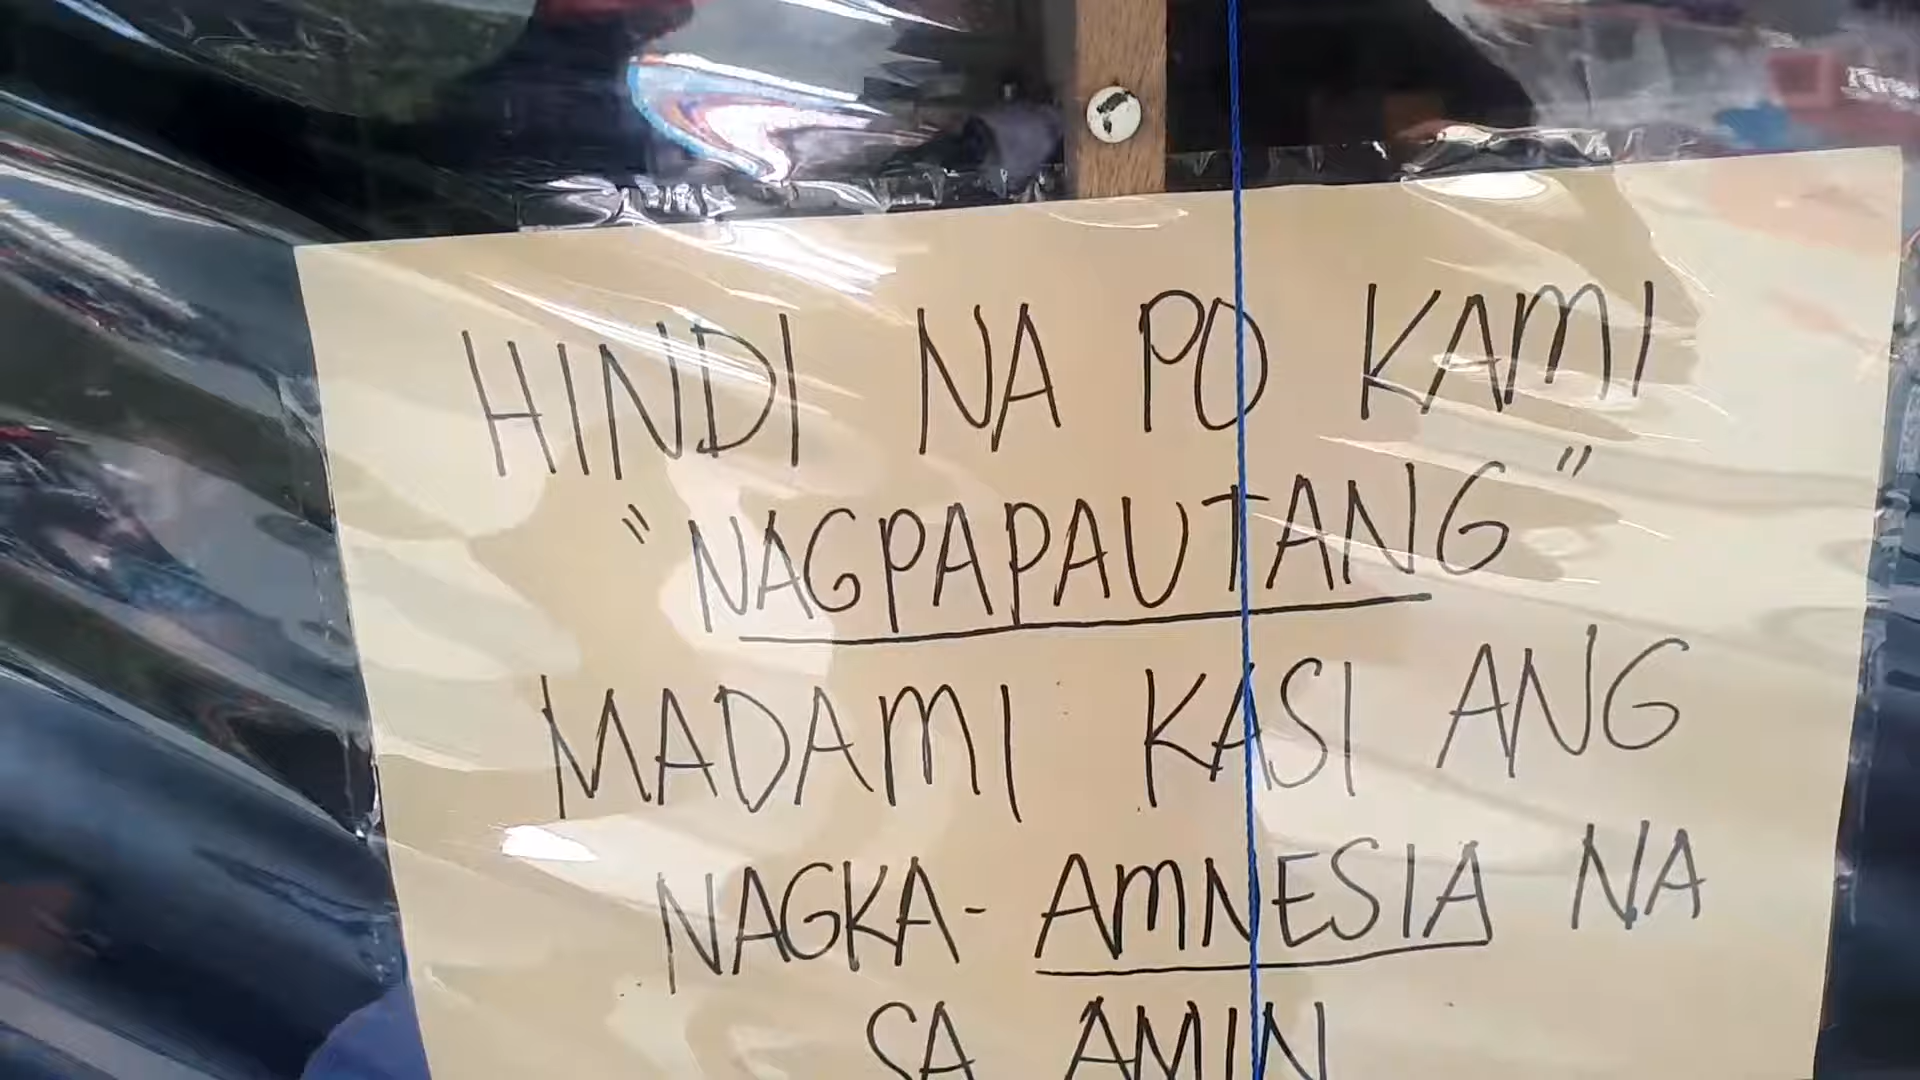 HINDI NA PO KAMI
"NAGPAPAUTANG"
MADAMI KASI ANG
NAGKA-AMNESIA NA
SA AMIN